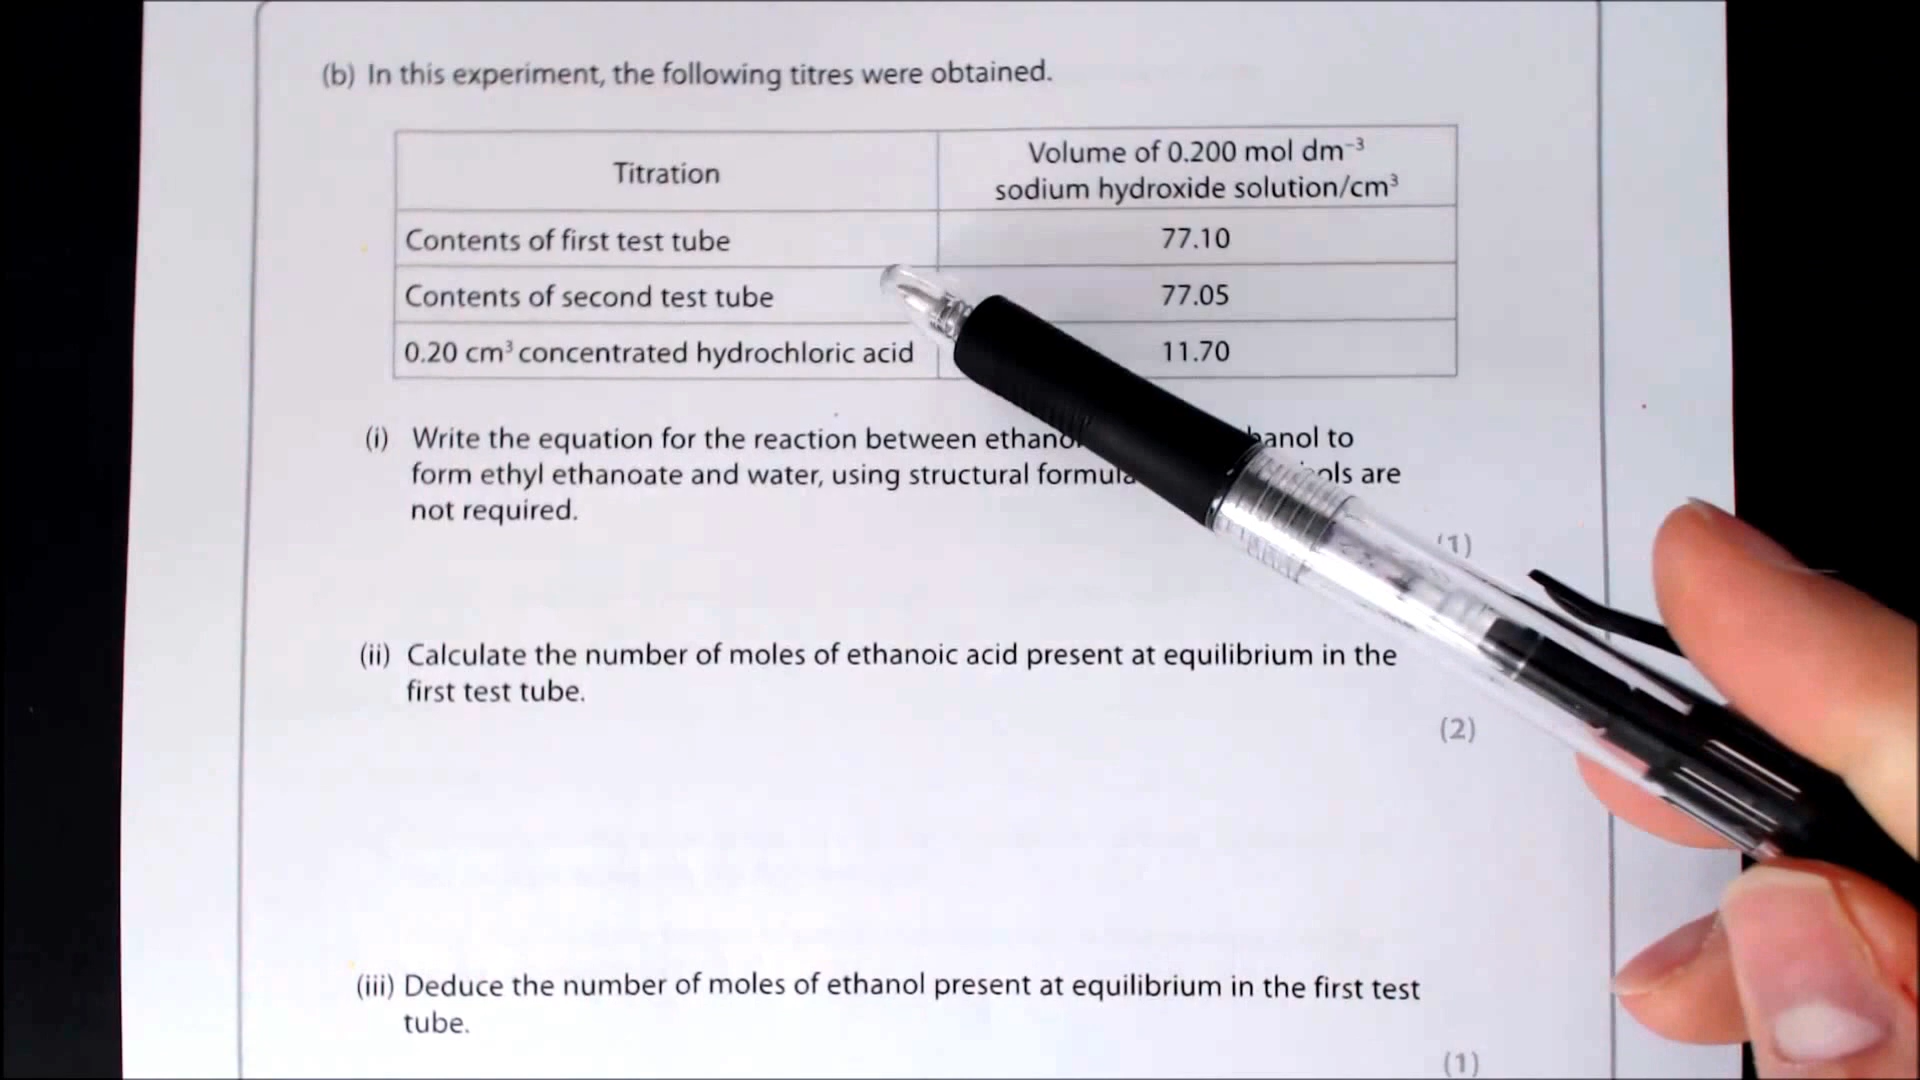 (b) In this experiment, the following titres were obtained.
Titration
Volume of 0.200 mol dm⁻³
sodium hydroxide solution/cm³
Contents of first test tube 77.10
Contents of second test tube 77.05
0.20 cm³ concentrated hydrochloric acid 11.70
(i) Write the equation for the reaction between to
form ethyl ethanoate and water, using structural are
not required.
(1)
(ii) Calculate the number of moles of ethanoic acid present at equilibrium in the
first test tube.
(2)
(iii) Deduce the number of moles of ethanol present at equilibrium in the first test
tube.
(1)